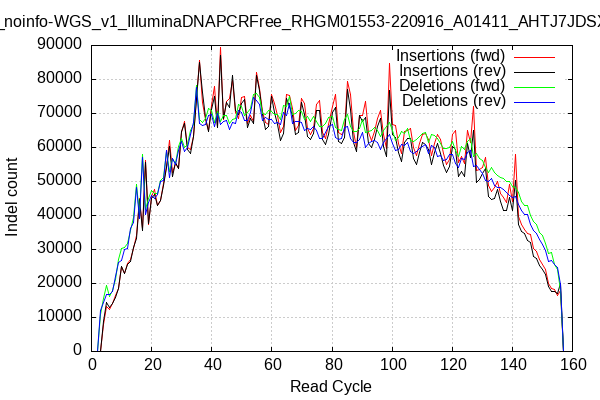 _noinfo-WGS_v1_IlluminaDNAPCRFree_RHGM01553-220916_A01411_AHTJ7JDSX
90000
80000
70000
60000
50000
40000
30000
20000
10000
0
Indel count
Insertions (fwd)
Insertions (rev)
Deletions (fwd)
Deletions (rev)
0 20 40 60 80 100 120 140 160
Read Cycle